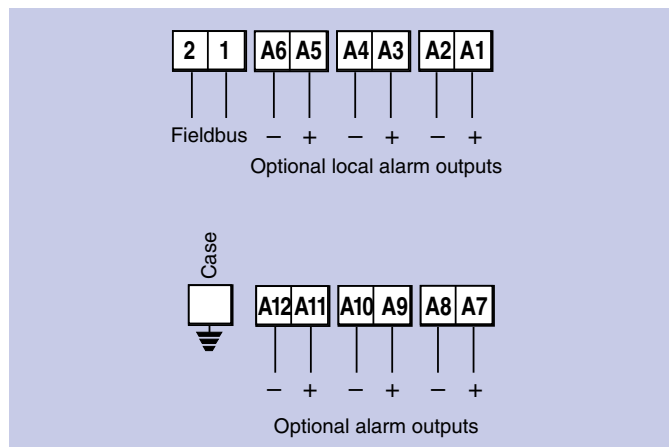 2 1 A6 A5 A4 A3 A2 A1
Fieldbus – + – + – +
Optional local alarm outputs
Case
A12 A11 A10 A9 A8 A7
– + – + – +
Optional alarm outputs